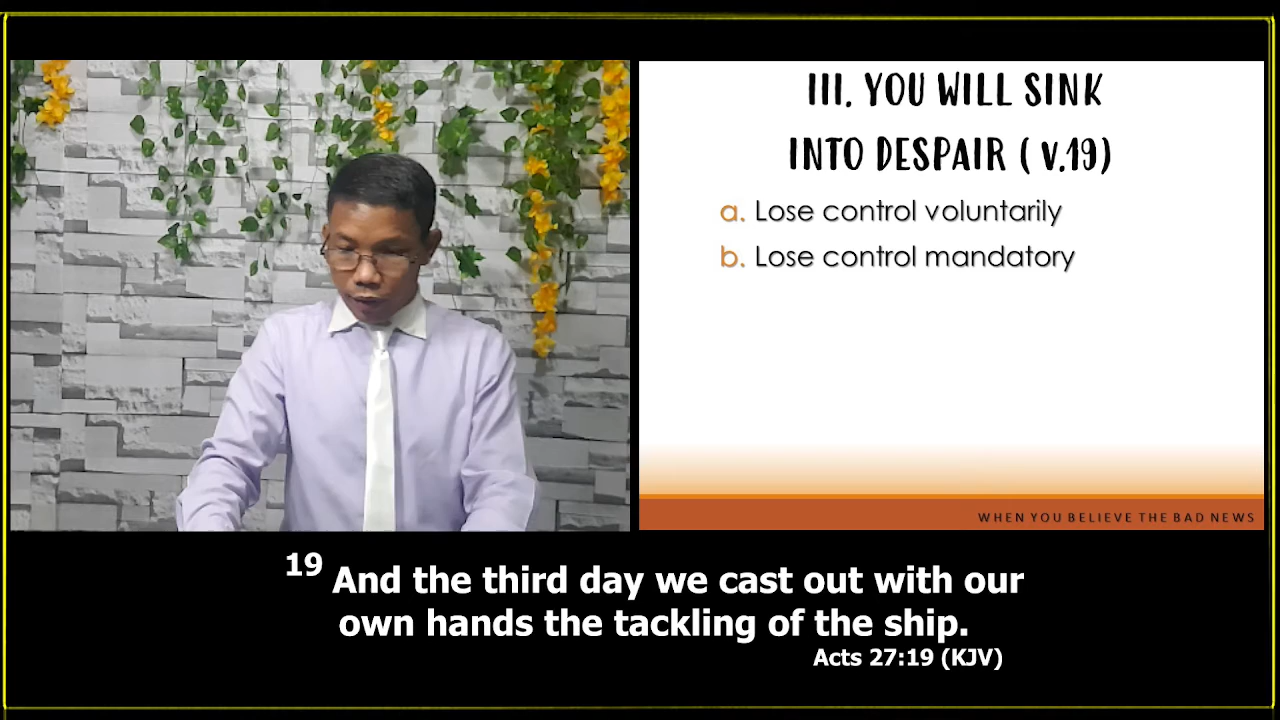 III. YOU WILL SINK
INTO DESPAIR ( V.19)
a. Lose control voluntarily
b. Lose control mandatory
WHEN YOU BELIEVE THE BAD NEWS
19 And the third day we cast out with our
own hands the tackling of the ship.
Acts 27:19 (KJV)